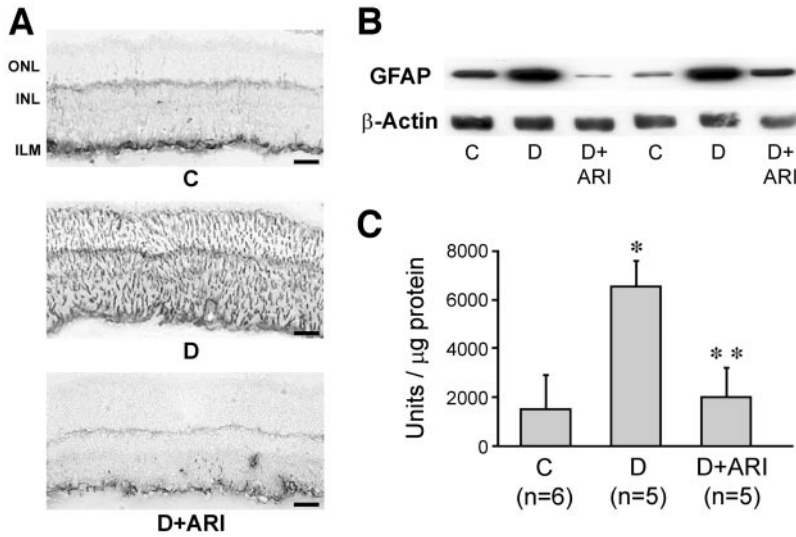 A
ONL
INL
ILM
C
D
D+ARI
B
GFAP
β-Actin
C D D+ C D D+
ARI ARI
C
8000
6000
4000
2000
0
Units / µg protein
*
* *
C D D+ARI
(n=6) (n=5) (n=5)